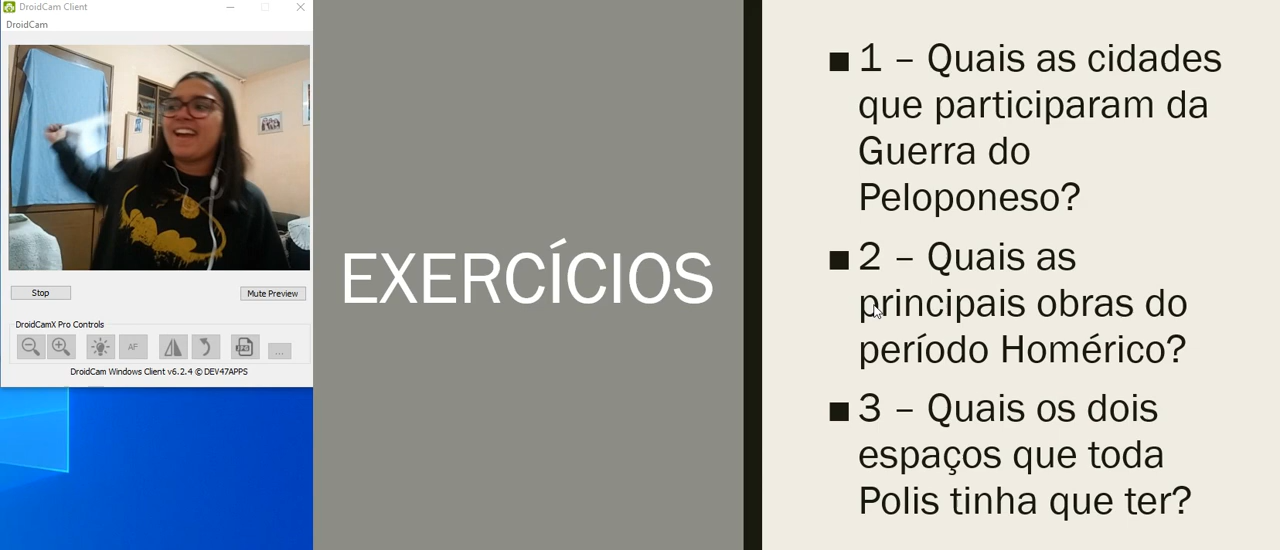 DroidCam Client
DroidCam
Stop
Mute Preview
DroidCamX Pro Controls
AF
JPG
...
DroidCam Windows Client v6.2.4 © DEV47APPS
EXERCÍCIOS
1 – Quais as cidades
que participaram da
Guerra do
Peloponeso?
2 – Quais as
principais obras do
período Homérico?
3 – Quais os dois
espaços que toda
Polis tinha que ter?